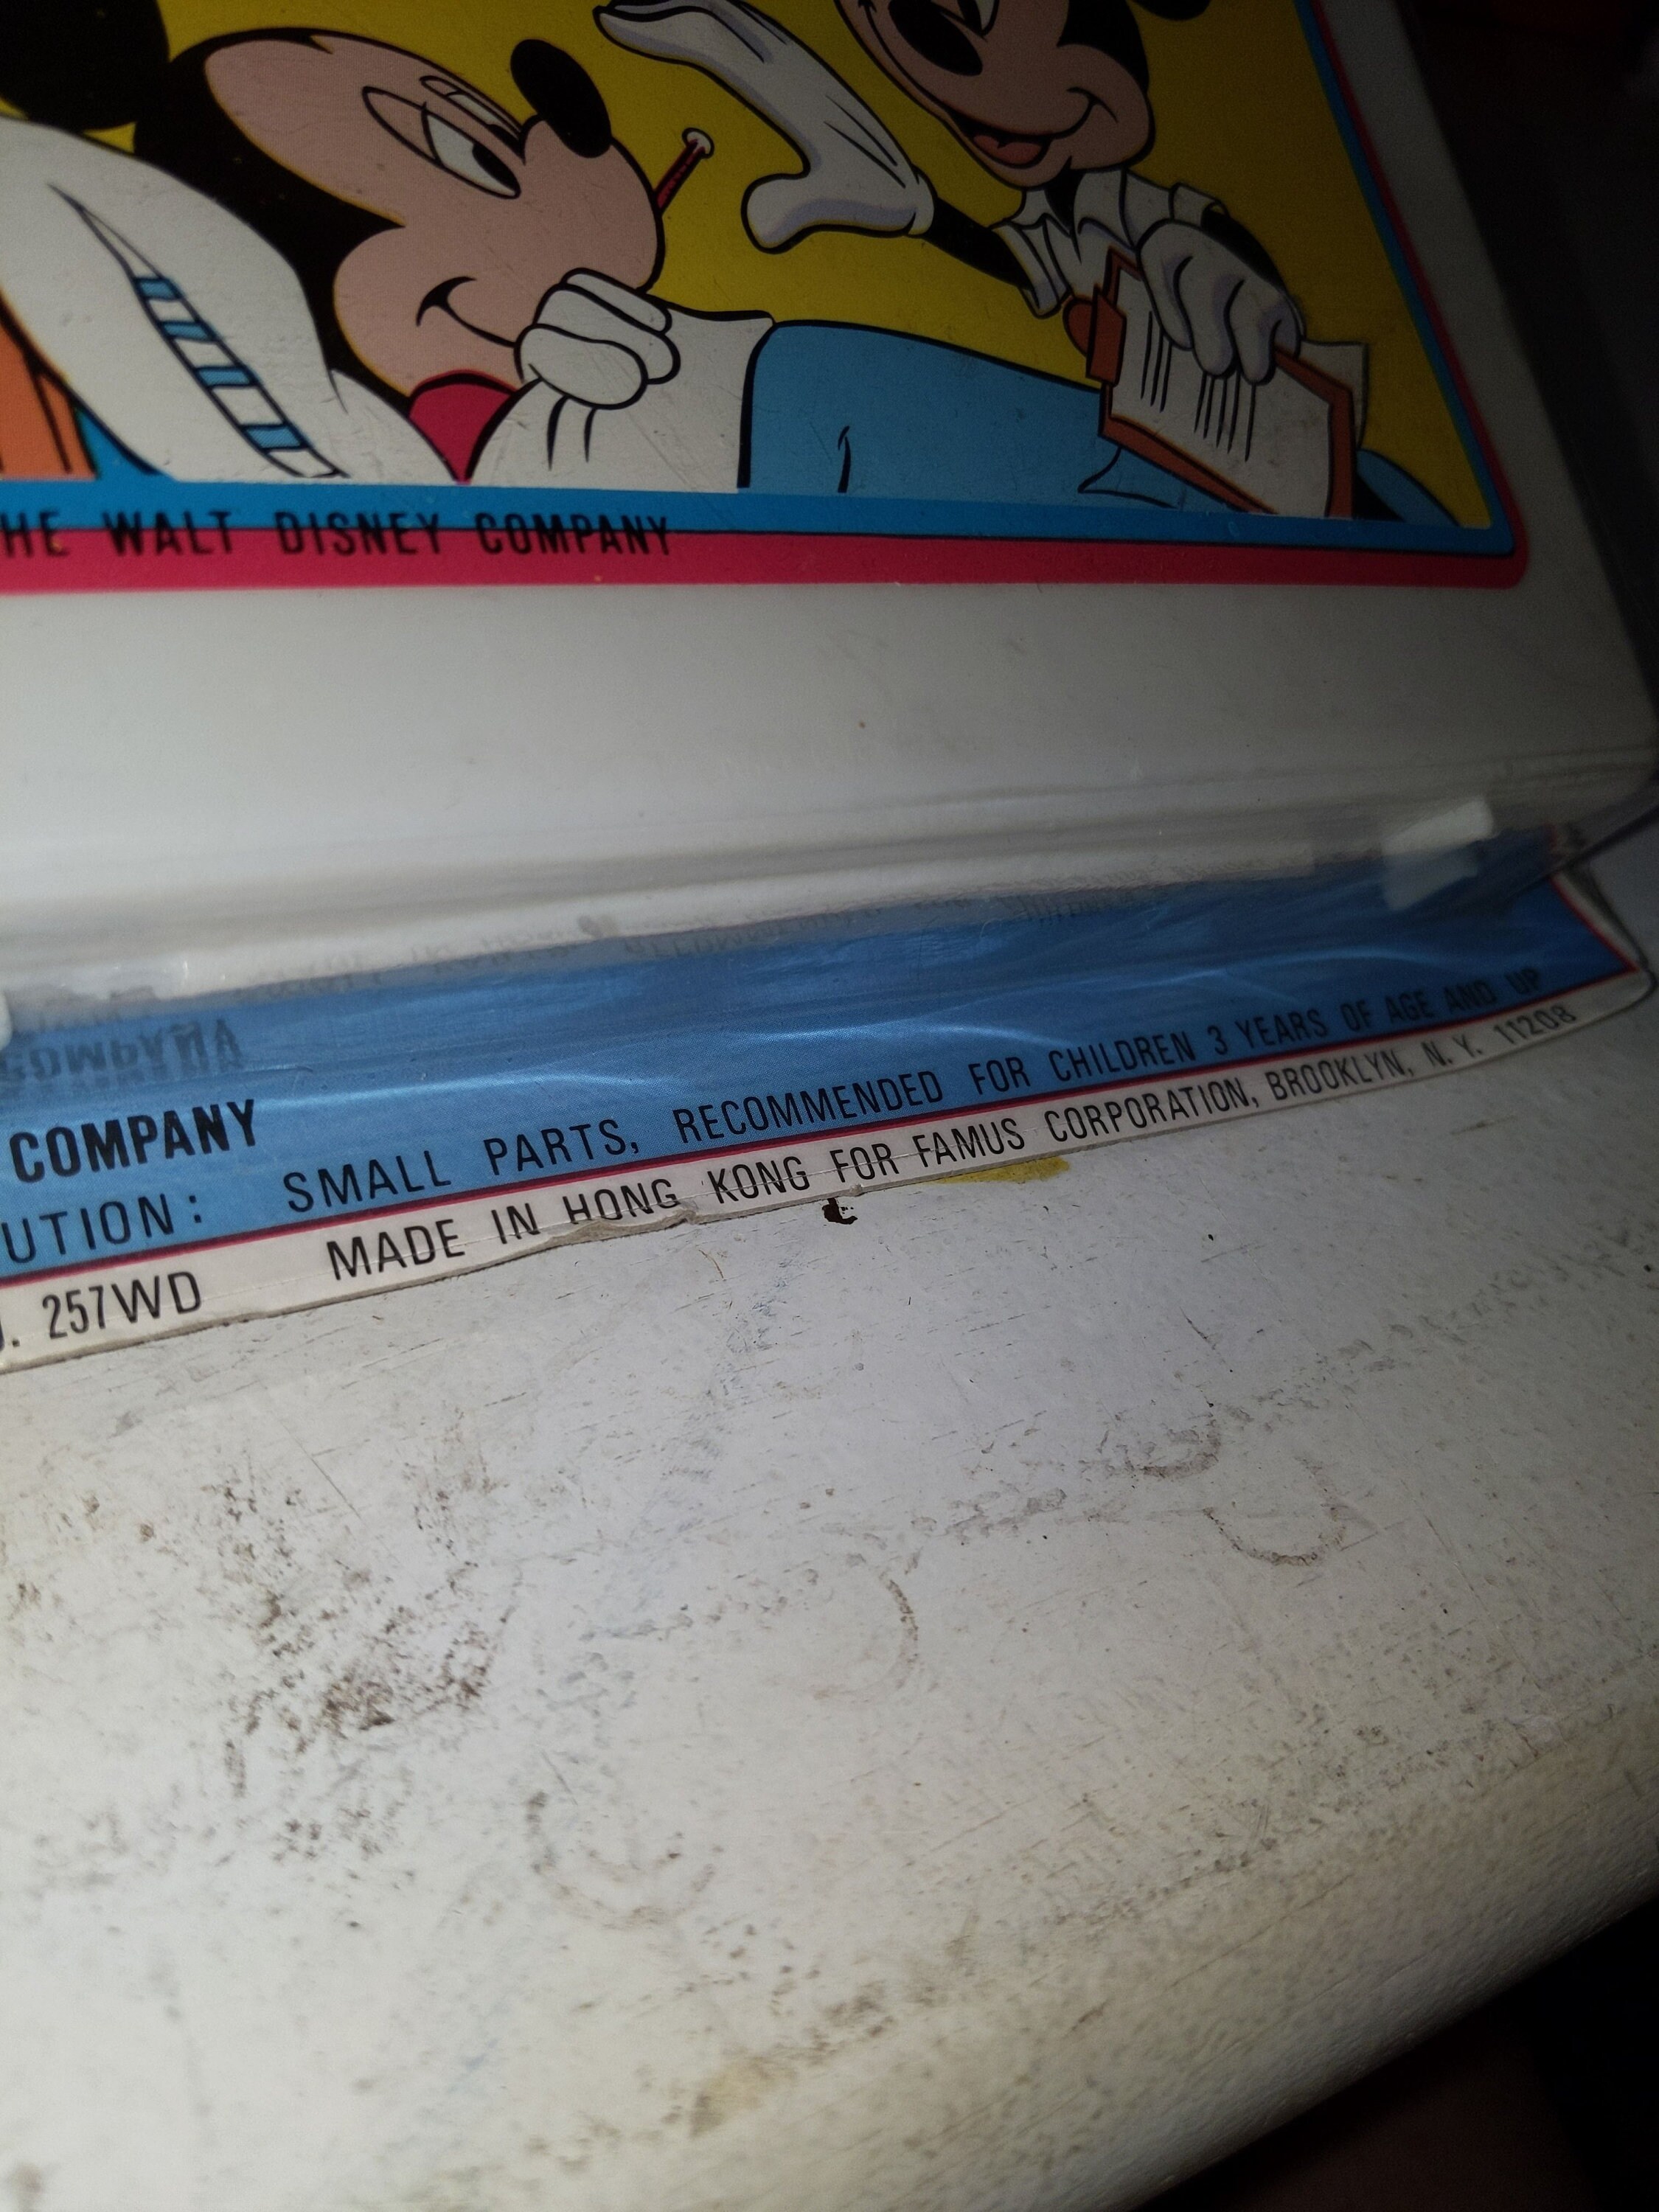 HE WALT DISNEY COMPANY
COMPANY
UTION: SMALL PARTS, RECOMMENDED FOR CHILDREN 3 YEARS OF AGE AND UP
. 257WD MADE IN HONG KONG FOR FAMUS CORPORATION, BROOKLYN, N.Y. 11208